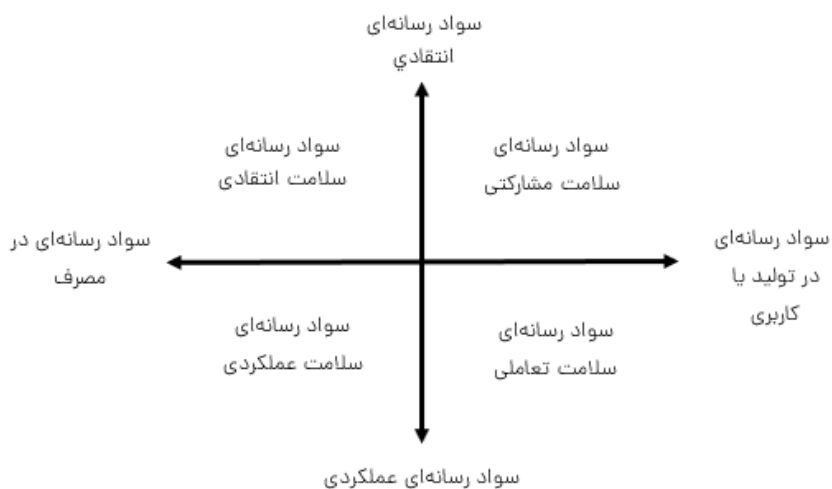 سواد رسانه‌ای
انتقادي
سواد رسانه‌ای
سلامت مشارکتی
سواد رسانه‌ای
سلامت انتقادی
سواد رسانه‌ای
در تولید یا
کاربری
سواد رسانه‌ای در
مصرف
سواد رسانه‌ای
سلامت تعاملی
سواد رسانه‌ای
سلامت عملکردی
سواد رسانه‌ای عملکردی